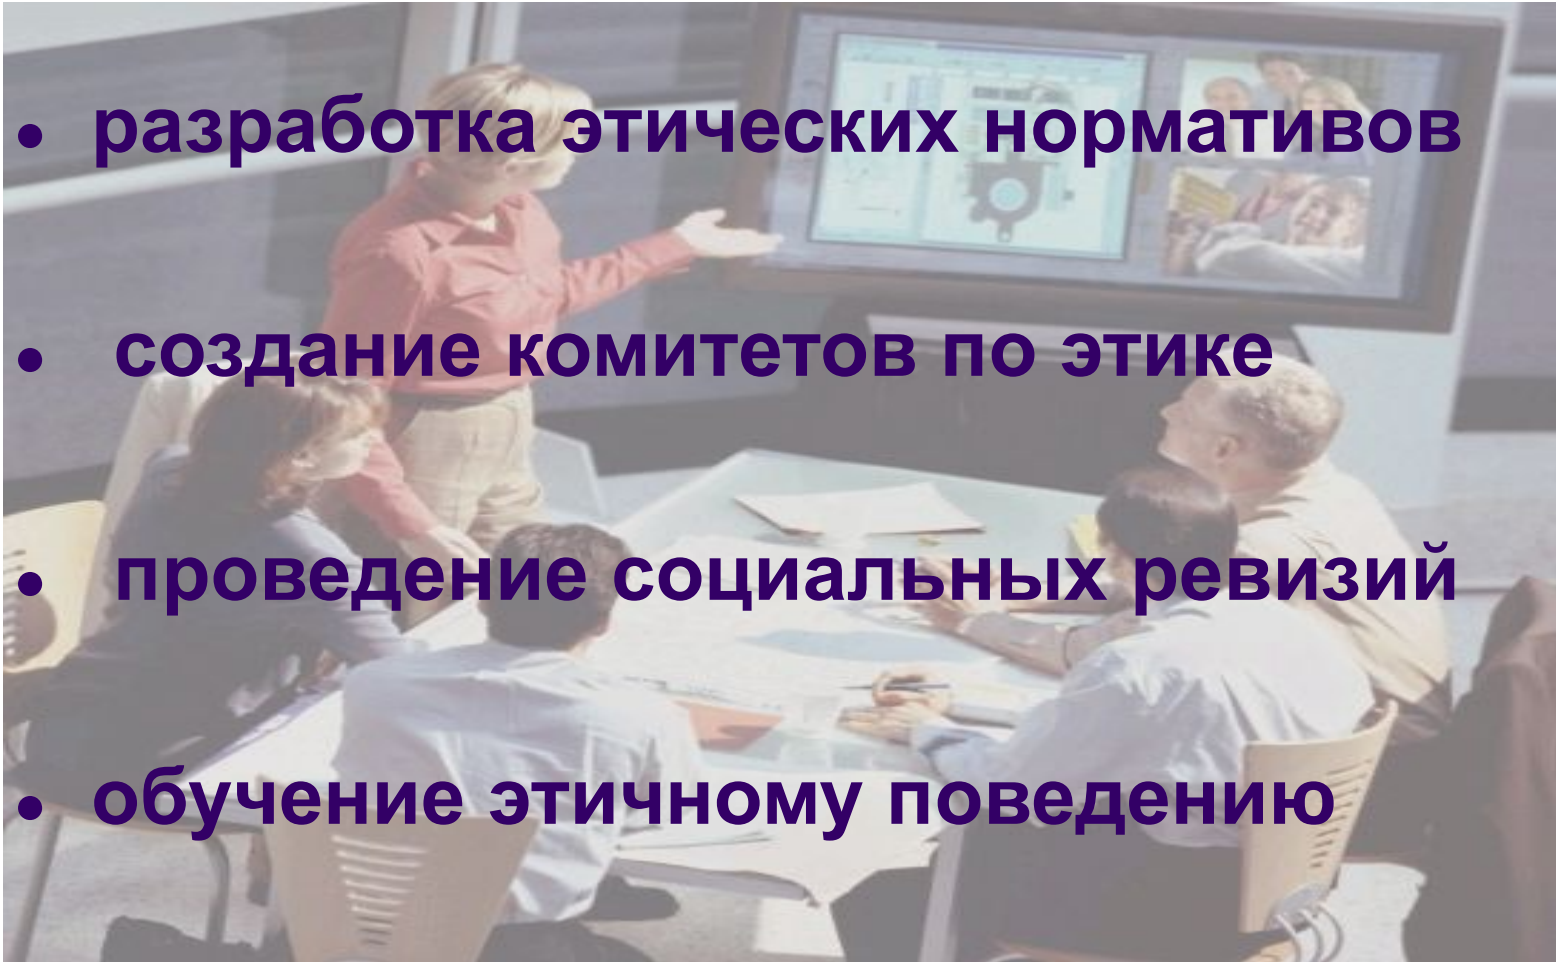 • разработка этических нормативов
• создание комитетов по этике
• проведение социальных ревизий
• обучение этичному поведению